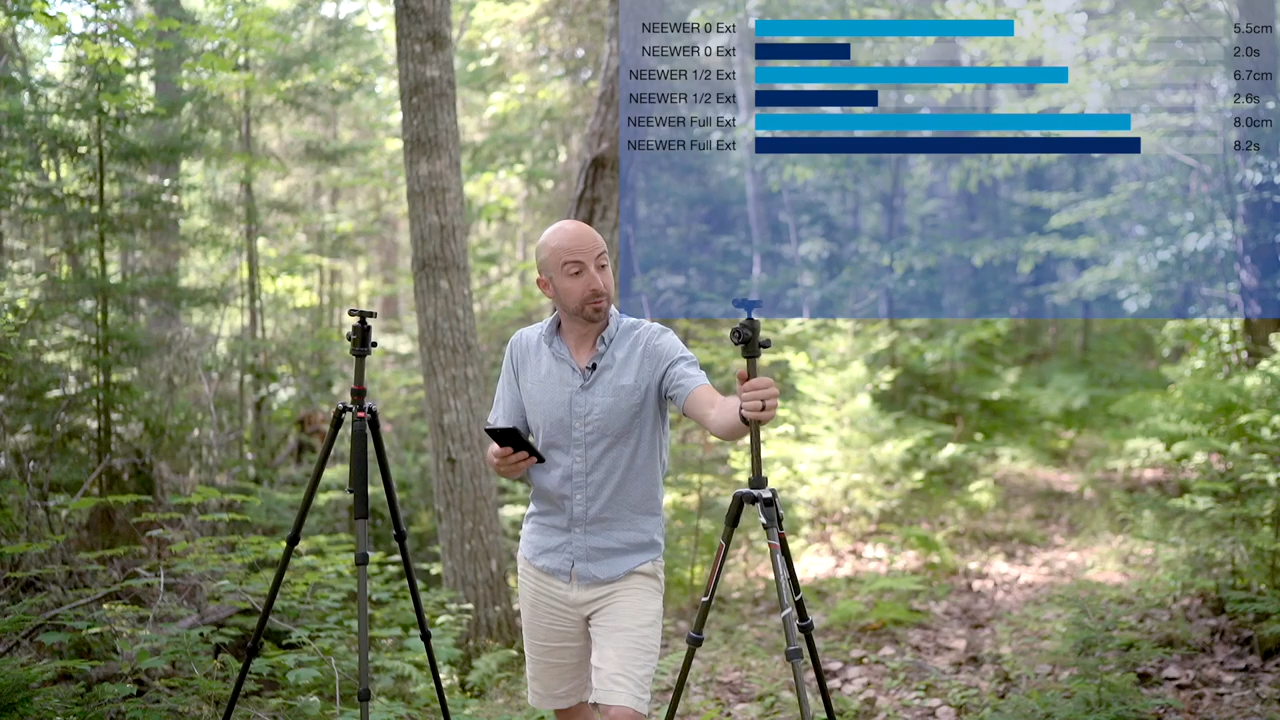 NEEWER 0 Ext 5.5cm
NEEWER 0 Ext 2.0s
NEEWER 1/2 Ext 6.7cm
NEEWER 1/2 Ext 2.6s
NEEWER Full Ext 8.0cm
NEEWER Full Ext 8.2s